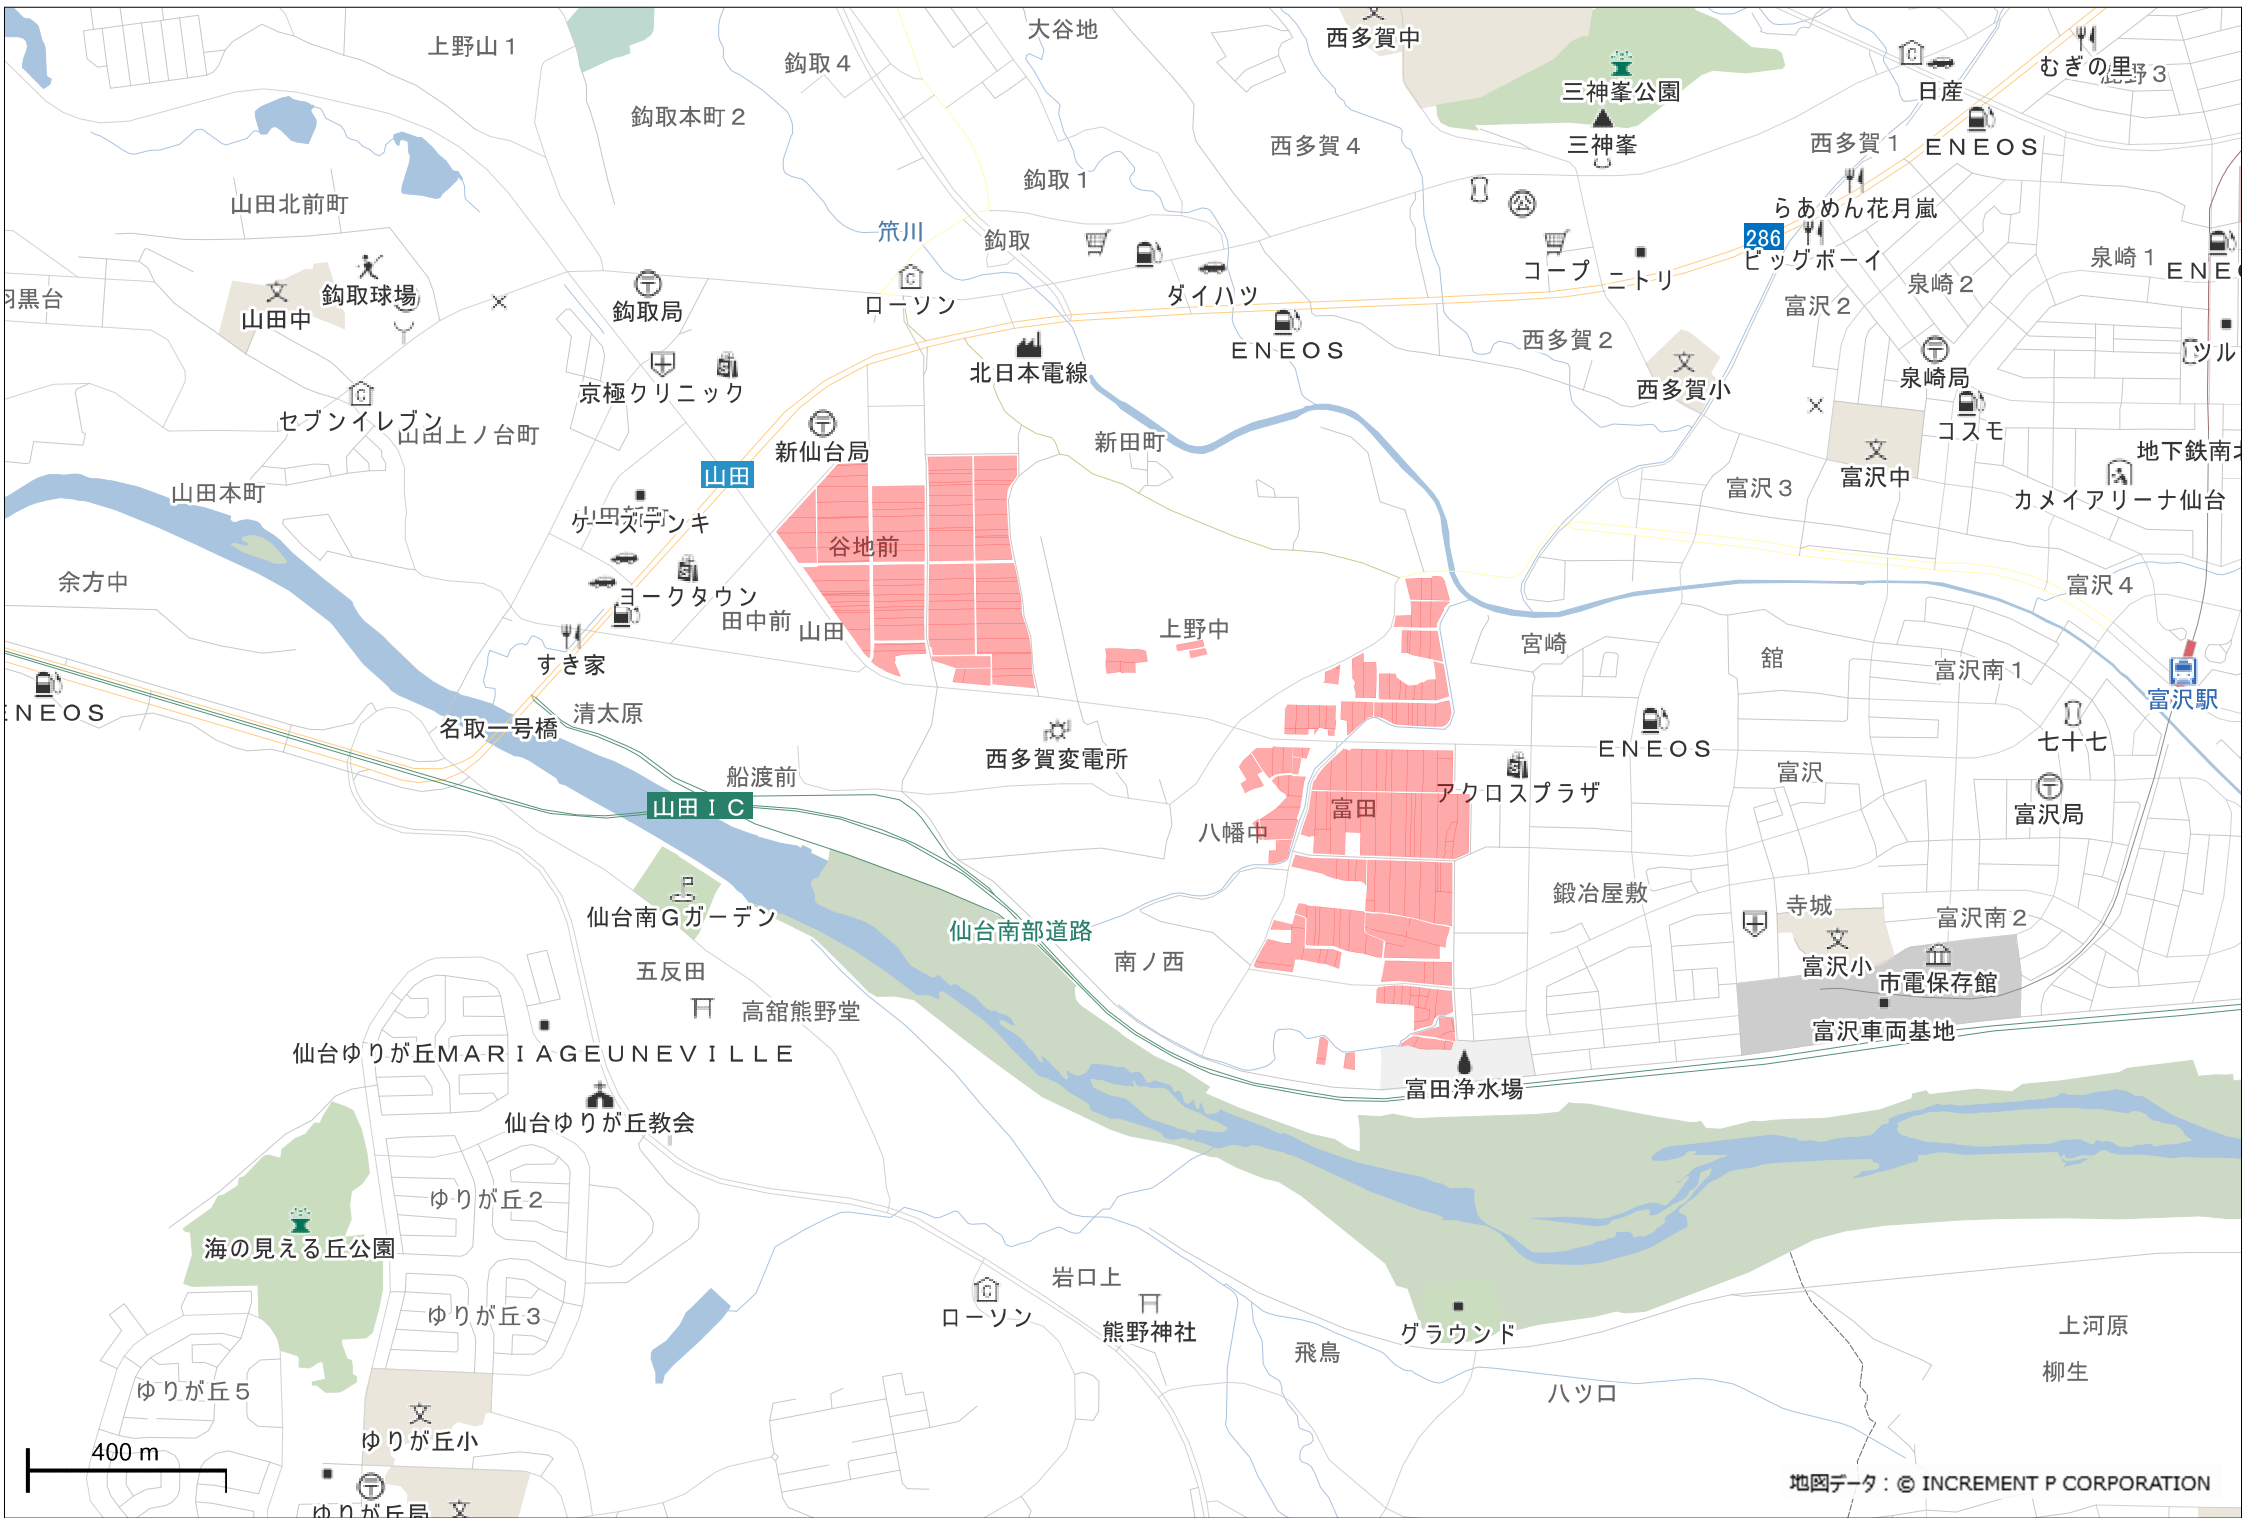 上野山１
大谷地
西多賀中
鈎取４
三神峯公園
日産
むぎの里
鈎取本町２
三神峯
西多賀４
西多賀１
ＥＮＥＯＳ
鈎取１
山田北前町
らあめん花月嵐
笊川
鈎取
286
ビッグボーイ
泉崎１
コープ
ニトリ
泉崎２
ダイハツ
ローソン
鈎取球場
山田中
鈎取局
富沢２
ＥＮＥＯＳ
西多賀２
北日本電線
泉崎局
ツル
西多賀小
京極クリニック
セブンイレブン
山田上ノ台町
新仙台局
新田町
コスモ
地下鉄南北
山田
富沢中
山田本町
富沢３
カメイアリーナ仙台
ケーズデンキ
谷地前
余方中
富沢４
ヨークタウン
田中前
山田
上野中
宮崎
舘
富沢南１
すき家
富沢駅
清太原
名取一号橋
西多賀変電所
ＥＮＥＯＳ
七十七
船渡前
富沢
アクロスプラザ
山田ＩＣ
富田
富沢局
八幡中
鍛冶屋敷
寺城
富沢南２
仙台南Ｇガーデン
仙台南部道路
五反田
南ノ西
富沢小
市電保存館
高舘熊野堂
富沢車両基地
仙台ゆりが丘ＭＡＲＩＡＧＥＵＮＥＶＩＬＬＥ
富田浄水場
仙台ゆりが丘教会
ゆりが丘２
海の見える丘公園
岩口上
ローソン
ゆりが丘３
熊野神社
グラウンド
上河原
飛鳥
柳生
ゆりが丘５
八ツ口
ゆりが丘小
400 m
地図データ：© INCREMENT P CORPORATION
ゆりが丘局